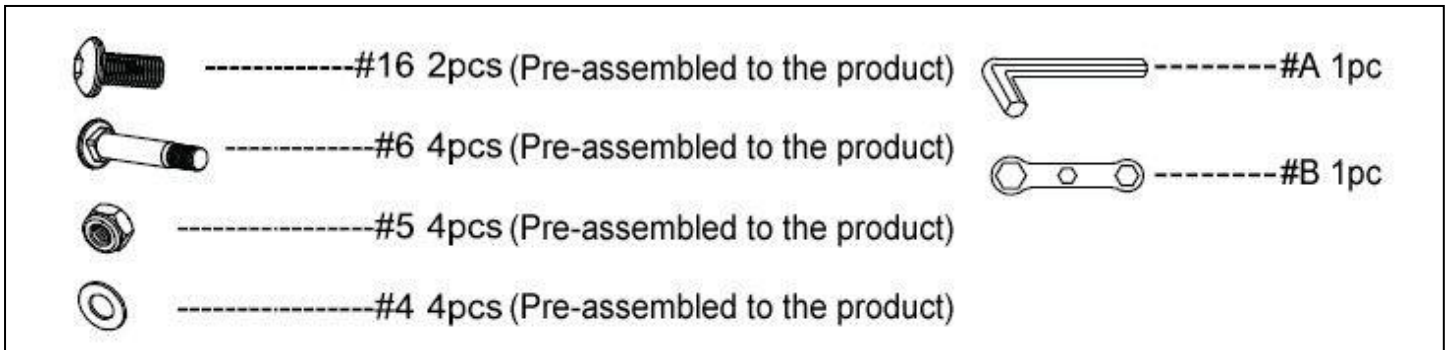 #16 2pcs (Pre-assembled to the product)
#6 4pcs (Pre-assembled to the product)
#5 4pcs (Pre-assembled to the product)
#4 4pcs (Pre-assembled to the product)
#A 1pc
#B 1pc